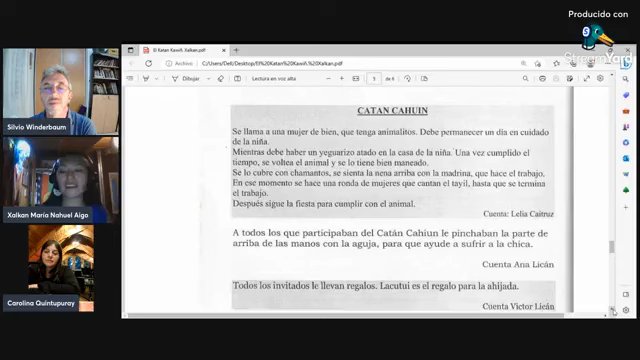 Producido con
StreamYard
El Katan Kawiñ. Xalkan.pdf
Archivo C:/Users/Dell/Desktop/El%20Katan%20Kawiñ.%20Xalkan.pdf
Dibujar Lectura en voz alta 5 de 6
CATAN CAHUIN
Se llama a una mujer de bien, que tenga animalitos. Debe permanecer un día en cuidado
de la niña.
Mientras debe haber un yeguarizo atado en la casa de la niña. Una vez cumplido el
tiempo, se voltea el animal y se lo tiene bien maneado.
Se lo cubre con chamantos, se sienta la nena arriba con la madrina, que hace el trabajo.
En ese momento se hace una ronda de mujeres que cantan el tayil, hasta que se termina
el trabajo.
Después sigue la fiesta para cumplir con el animal.
Cuenta: Lelia Caitruz
A todos los que participaban del Catán Cahuin le pinchaban la parte de
arriba de las manos con la aguja, para que ayude a sufrir a la chica.
Cuenta Ana Licán
Todos los invitados le llevan regalos. Lacutui es el regalo para la ahijada.
Cuenta Victor Licán
Silvio Winderbaum
Xalkan María Nahuel Aigo
Carolina Quintupuray